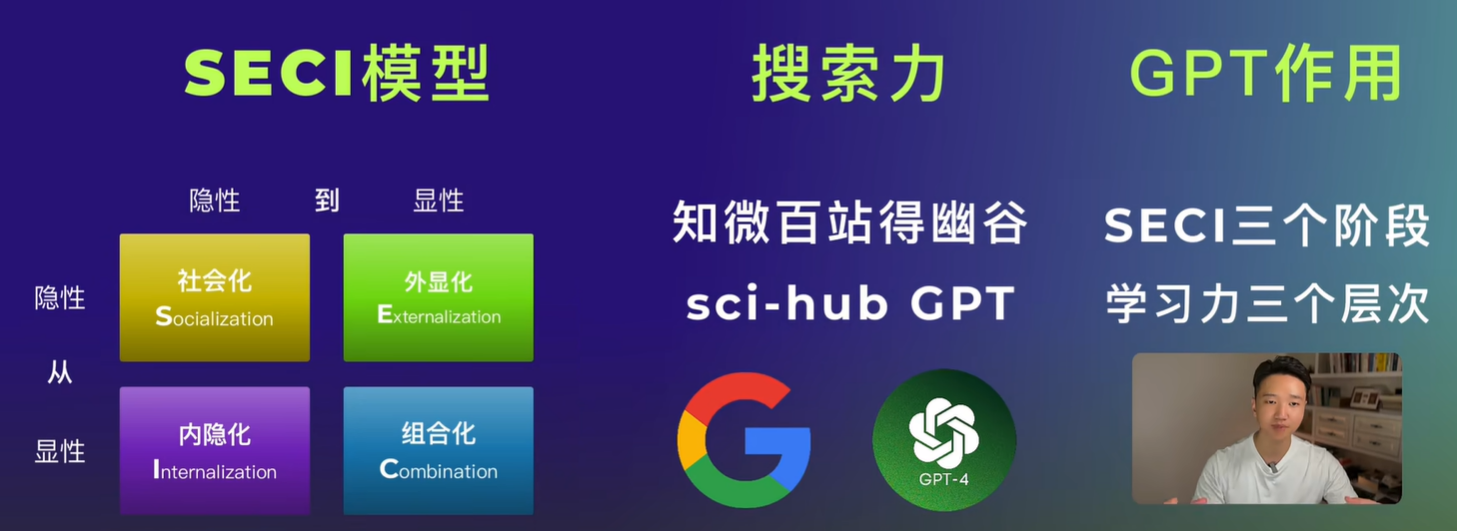 SECI模型
隐性 到 显性
隐性
从
显性
社会化
Socialization
外显化
Externalization
内隐化
Internalization
组合化
Combination
搜索力
知微百站得幽谷
sci-hub GPT
GPT-4
GPT作用
SECI三个阶段
学习力三个层次